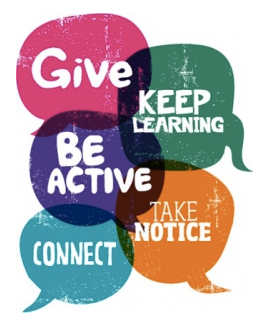 Give
KEEP
LEARNING
BE
ACTIVE
TAKE
NOTICE
CONNECT